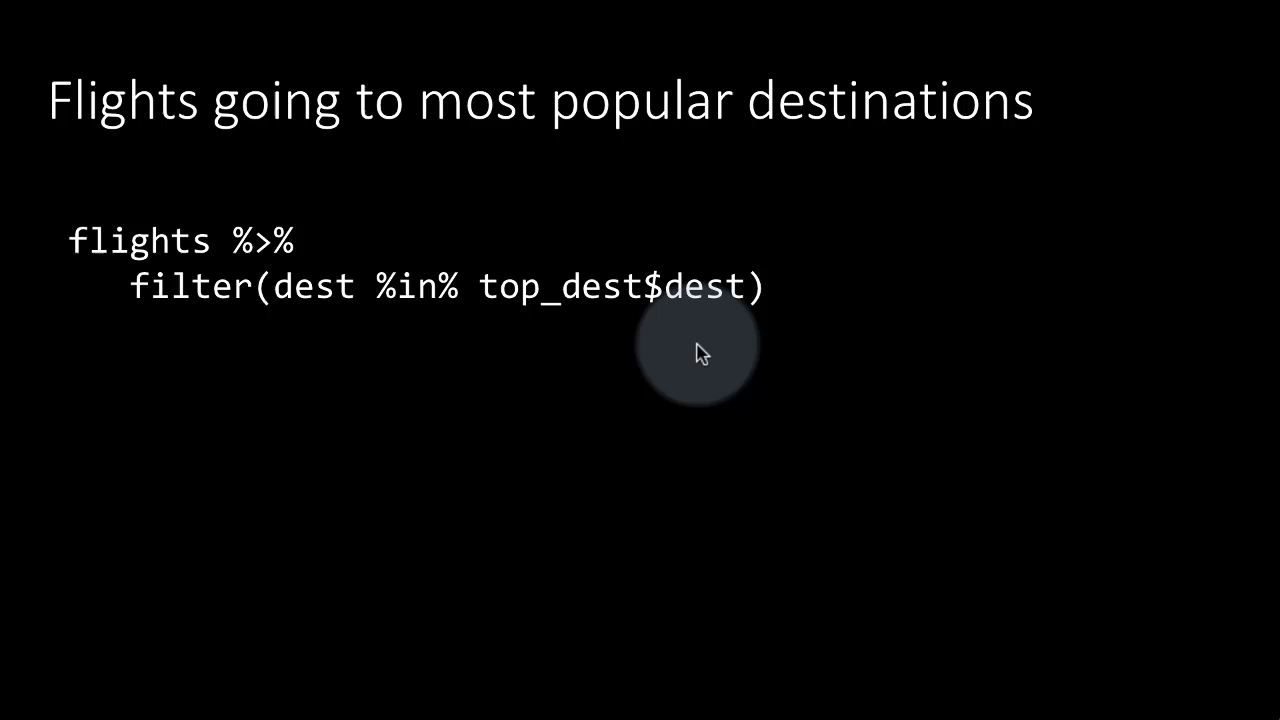 Flights going to most popular destinations
flights %>%
filter(dest %in% top_dest$dest)